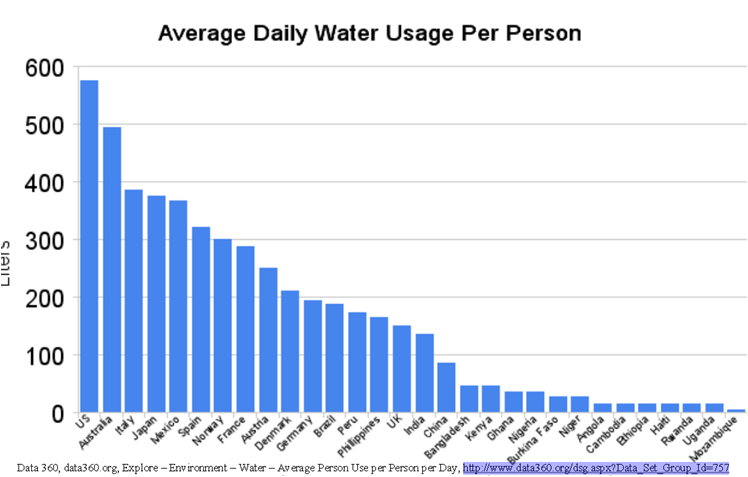 Average Daily Water Usage Per Person
600
500
400
300
200
100
0
Liters
US
Australia
Italy
Japan
Mexico
Spain
Norway
France
Austria
Denmark
Germany
Brazil
Peru
Philippines
UK
India
China
Bangladesh
Kenya
Ghana
Nigeria
Burkina Faso
Niger
Angola
Cambodia
Ethiopia
Haiti
Rwanda
Uganda
Mozambique
Data 360, data360.org, Explore – Environment – Water – Average Person Use per Person per Day, http://www.data360.org/dsg.aspx?Data_Set_Group_Id=757